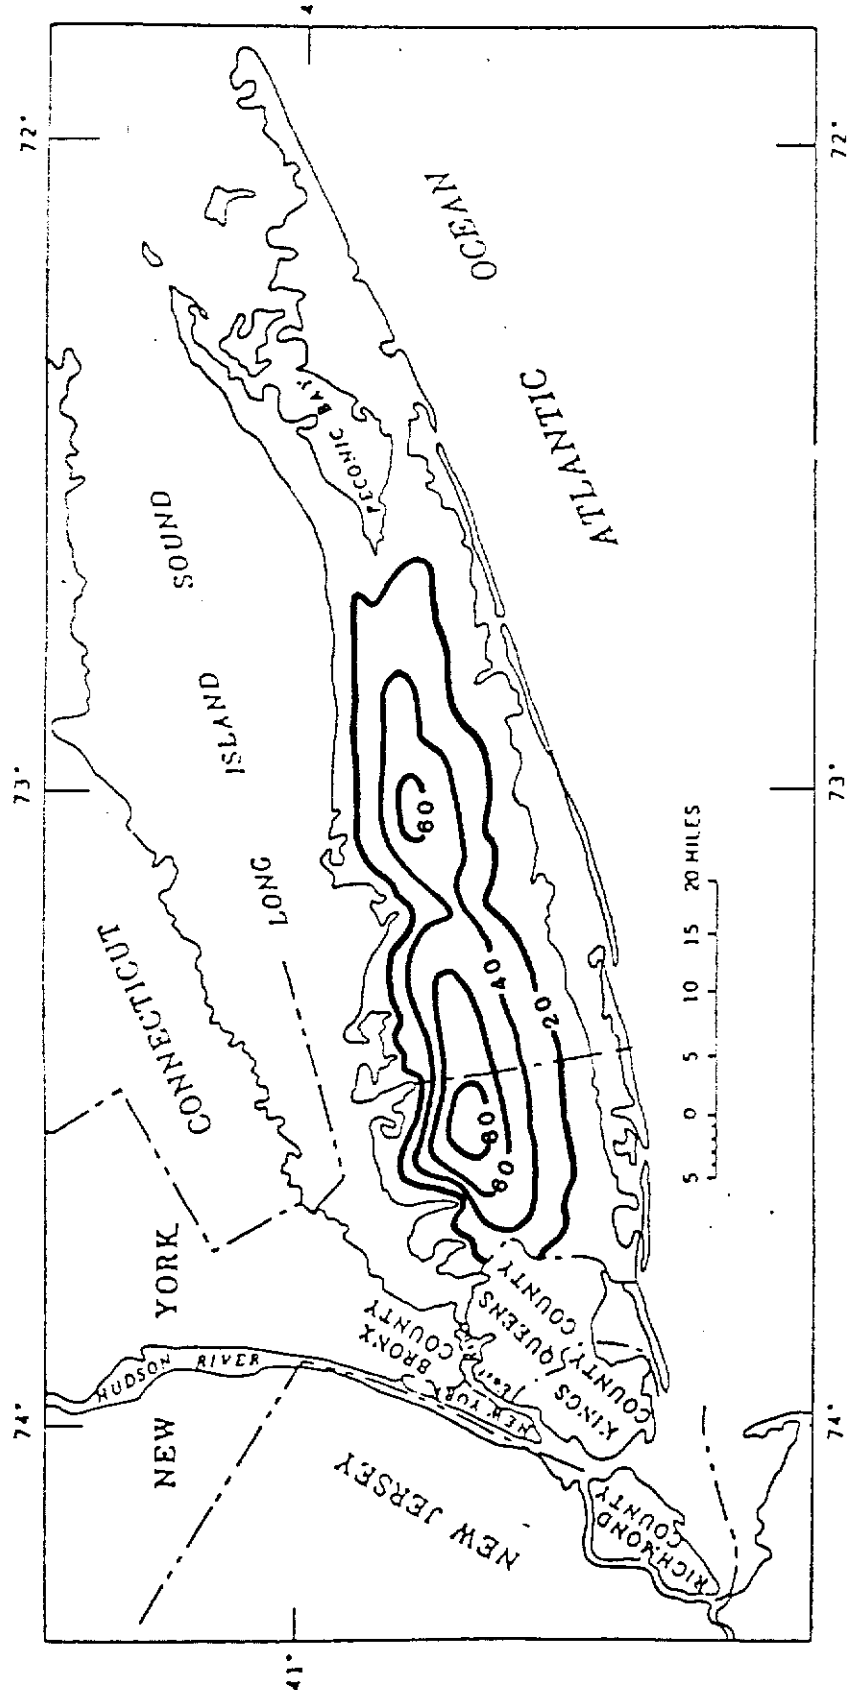 41°
74°
73°
72°
NEW YORK
HUDSON RIVER
CONNECTICUT
LONG ISLAND SOUND
NEW JERSEY
BRONX
COUNTY
NEW YORK
QUEENS
COUNTY
KINGS
COUNTY
RICHMOND
COUNTY
PECONIC BAY
ATLANTIC OCEAN
80
60
40
20
60
5 0 5 10 15 20 MILES
74°
73°
72°